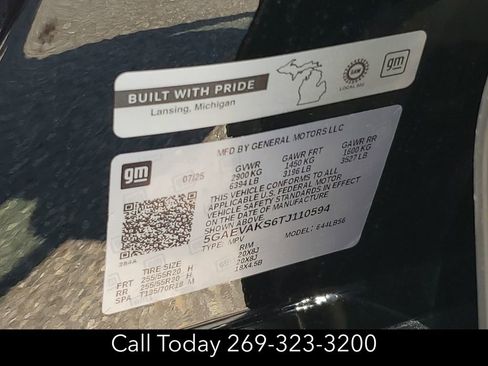 BUILT WITH PRIDE
Lansing, Michigan
UAW
LOCAL 602
gm
gm
MFD BY GENERAL MOTORS LLC
07/25
GVWR
2900 KG
6394 LB
GAWR FRT
1450 KG
3196 LB
GAWR RR
1600 KG
3527 LB
THIS VEHICLE CONFORMS TO ALL
APPLICABLE U.S. FEDERAL MOTOR
VEHICLE SAFETY STANDARDS IN EFFECT
ON THE DATE OF MANUFACTURE
SHOWN ABOVE.
5GAEVAKS6TJ110594
TYPE: MPV
MODEL: 644LB56
TIRE SIZE
RIM
FRT 255/55R20 H 20X8J
RR 255/55R20 H 20X8J
SPA T135/70R18 M 18X4.5B
Call Today 269-323-3200